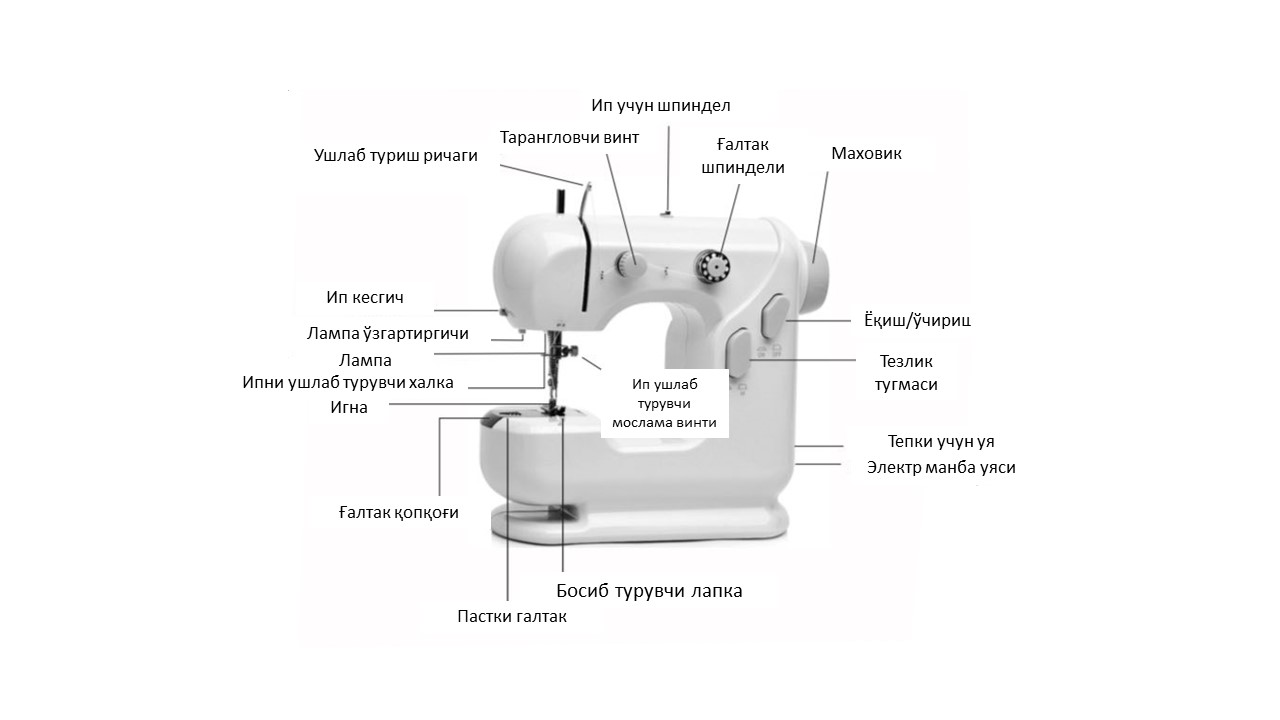 Ип учун шпиндел
Тарангловчи винт
Ушлаб туриш ричаги
Ғалтак
шпиндели
Маховик
Ип кесгич
Лампа ўзгартиргичи
Лампа
Ипни ушлаб турувчи халка
Игна
Ёқиш/ўчириш
Тезлик
тугмаси
Ип ушлаб
турувчи
мослама винти
Тепки учун уя
Электр манба уяси
Ғалтак қопқоғи
Босиб турувчи лапка
Пастки ғалтак